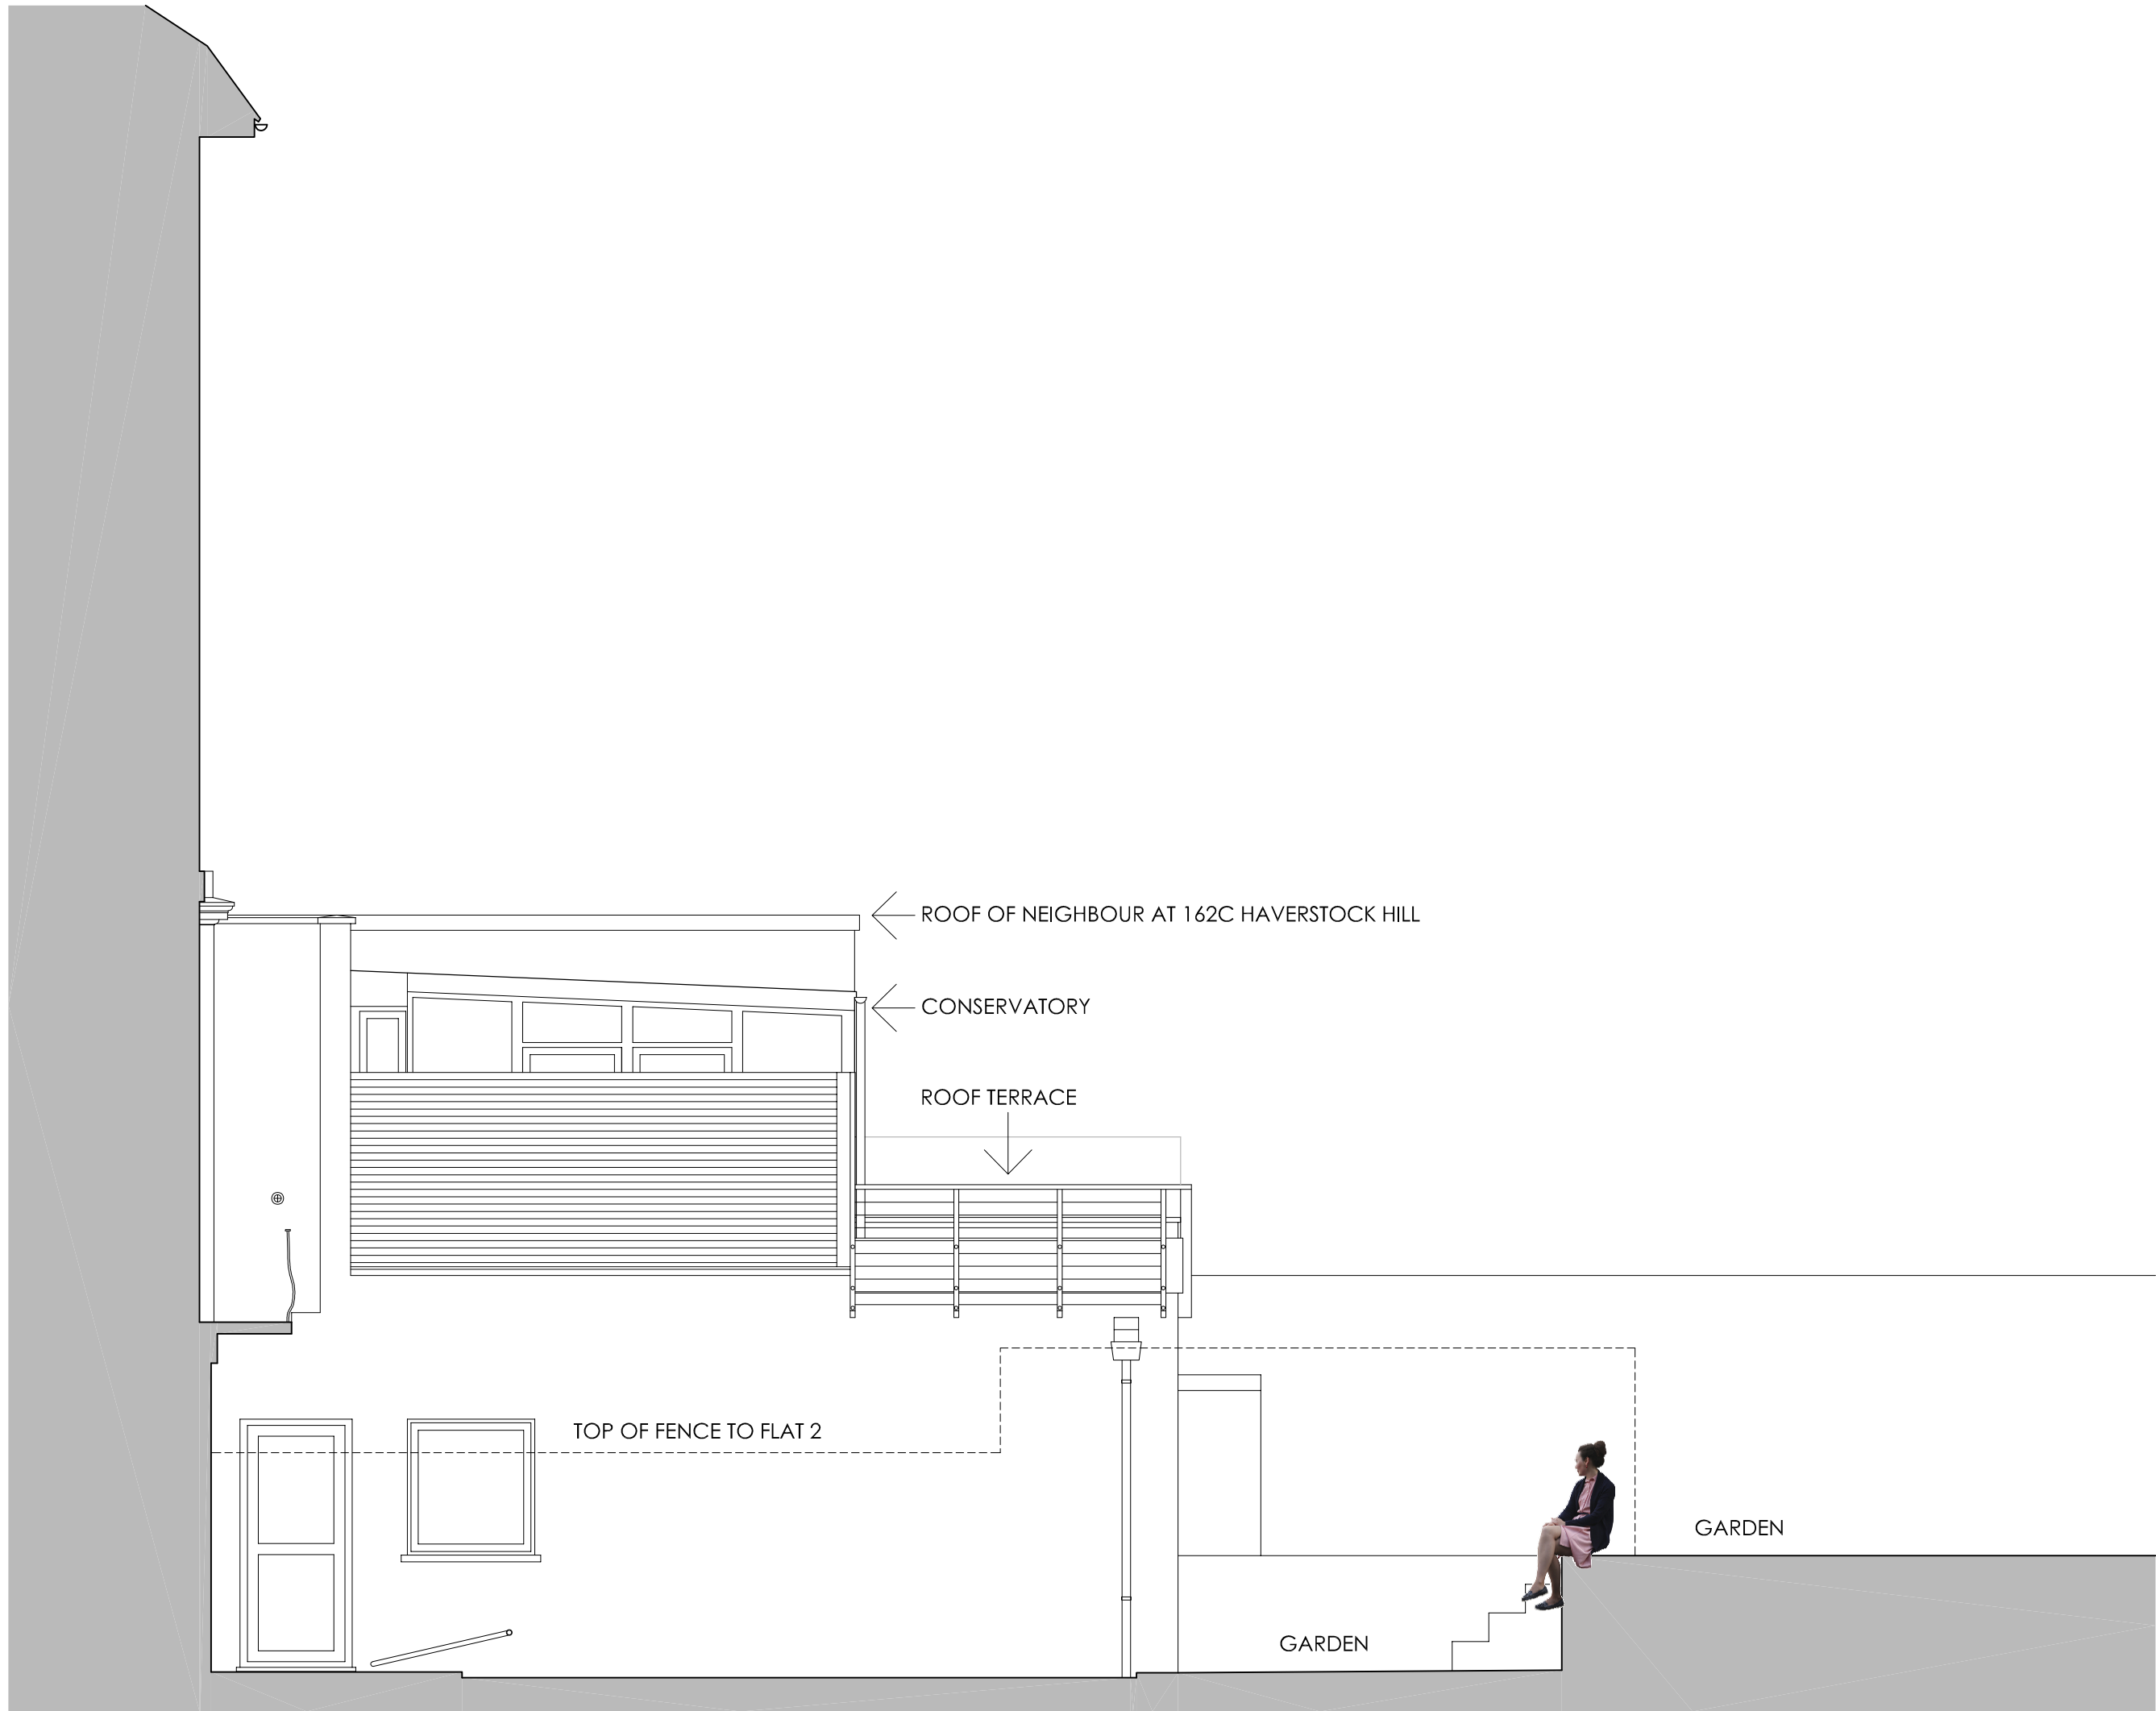 ROOF OF NEIGHBOUR AT 162C HAVERSTOCK HILL
CONSERVATORY
ROOF TERRACE
TOP OF FENCE TO FLAT 2
GARDEN
GARDEN